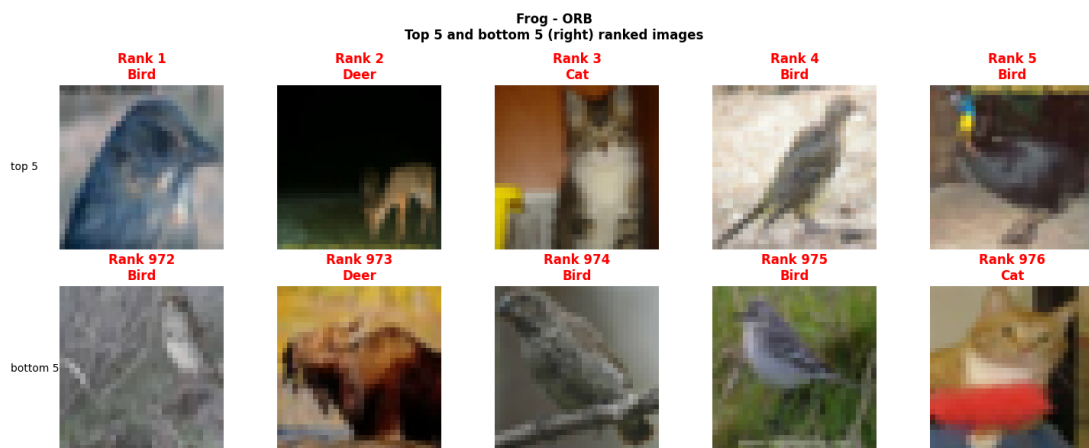 Frog - ORB
Top 5 and bottom 5 (right) ranked images
Rank 1
Bird
Rank 2
Deer
Rank 3
Cat
Rank 4
Bird
Rank 5
Bird
top 5
Rank 972
Bird
Rank 973
Deer
Rank 974
Bird
Rank 975
Bird
Rank 976
Cat
bottom 5